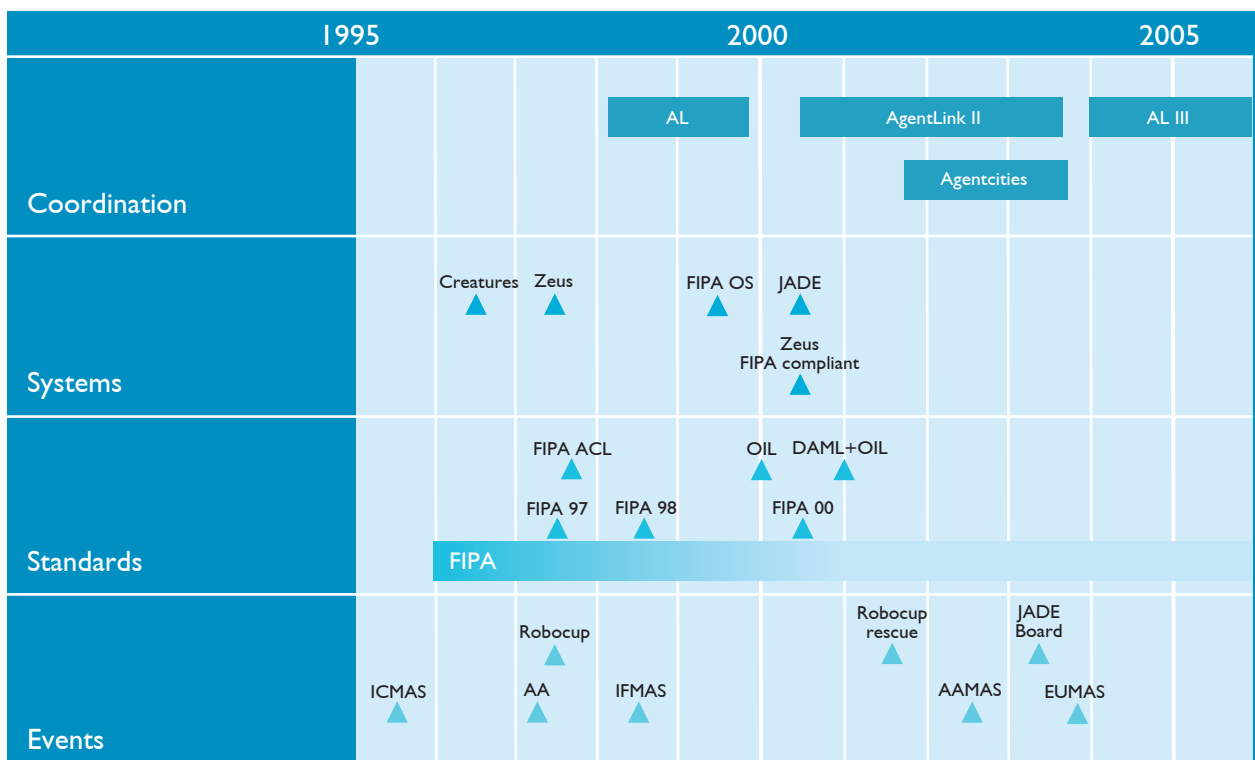 1995 2000 2005
AL AgentLink II AL III
Agentcities
Coordination
Creatures Zeus FIPA OS JADE
Zeus
FIPA compliant
Systems
FIPA ACL OIL DAML+OIL
FIPA 97 FIPA 98 FIPA 00
Standards FIPA
Robocup
Robocup
rescue
JADE
Board
ICMAS AA IFMAS AAMAS EUMAS
Events